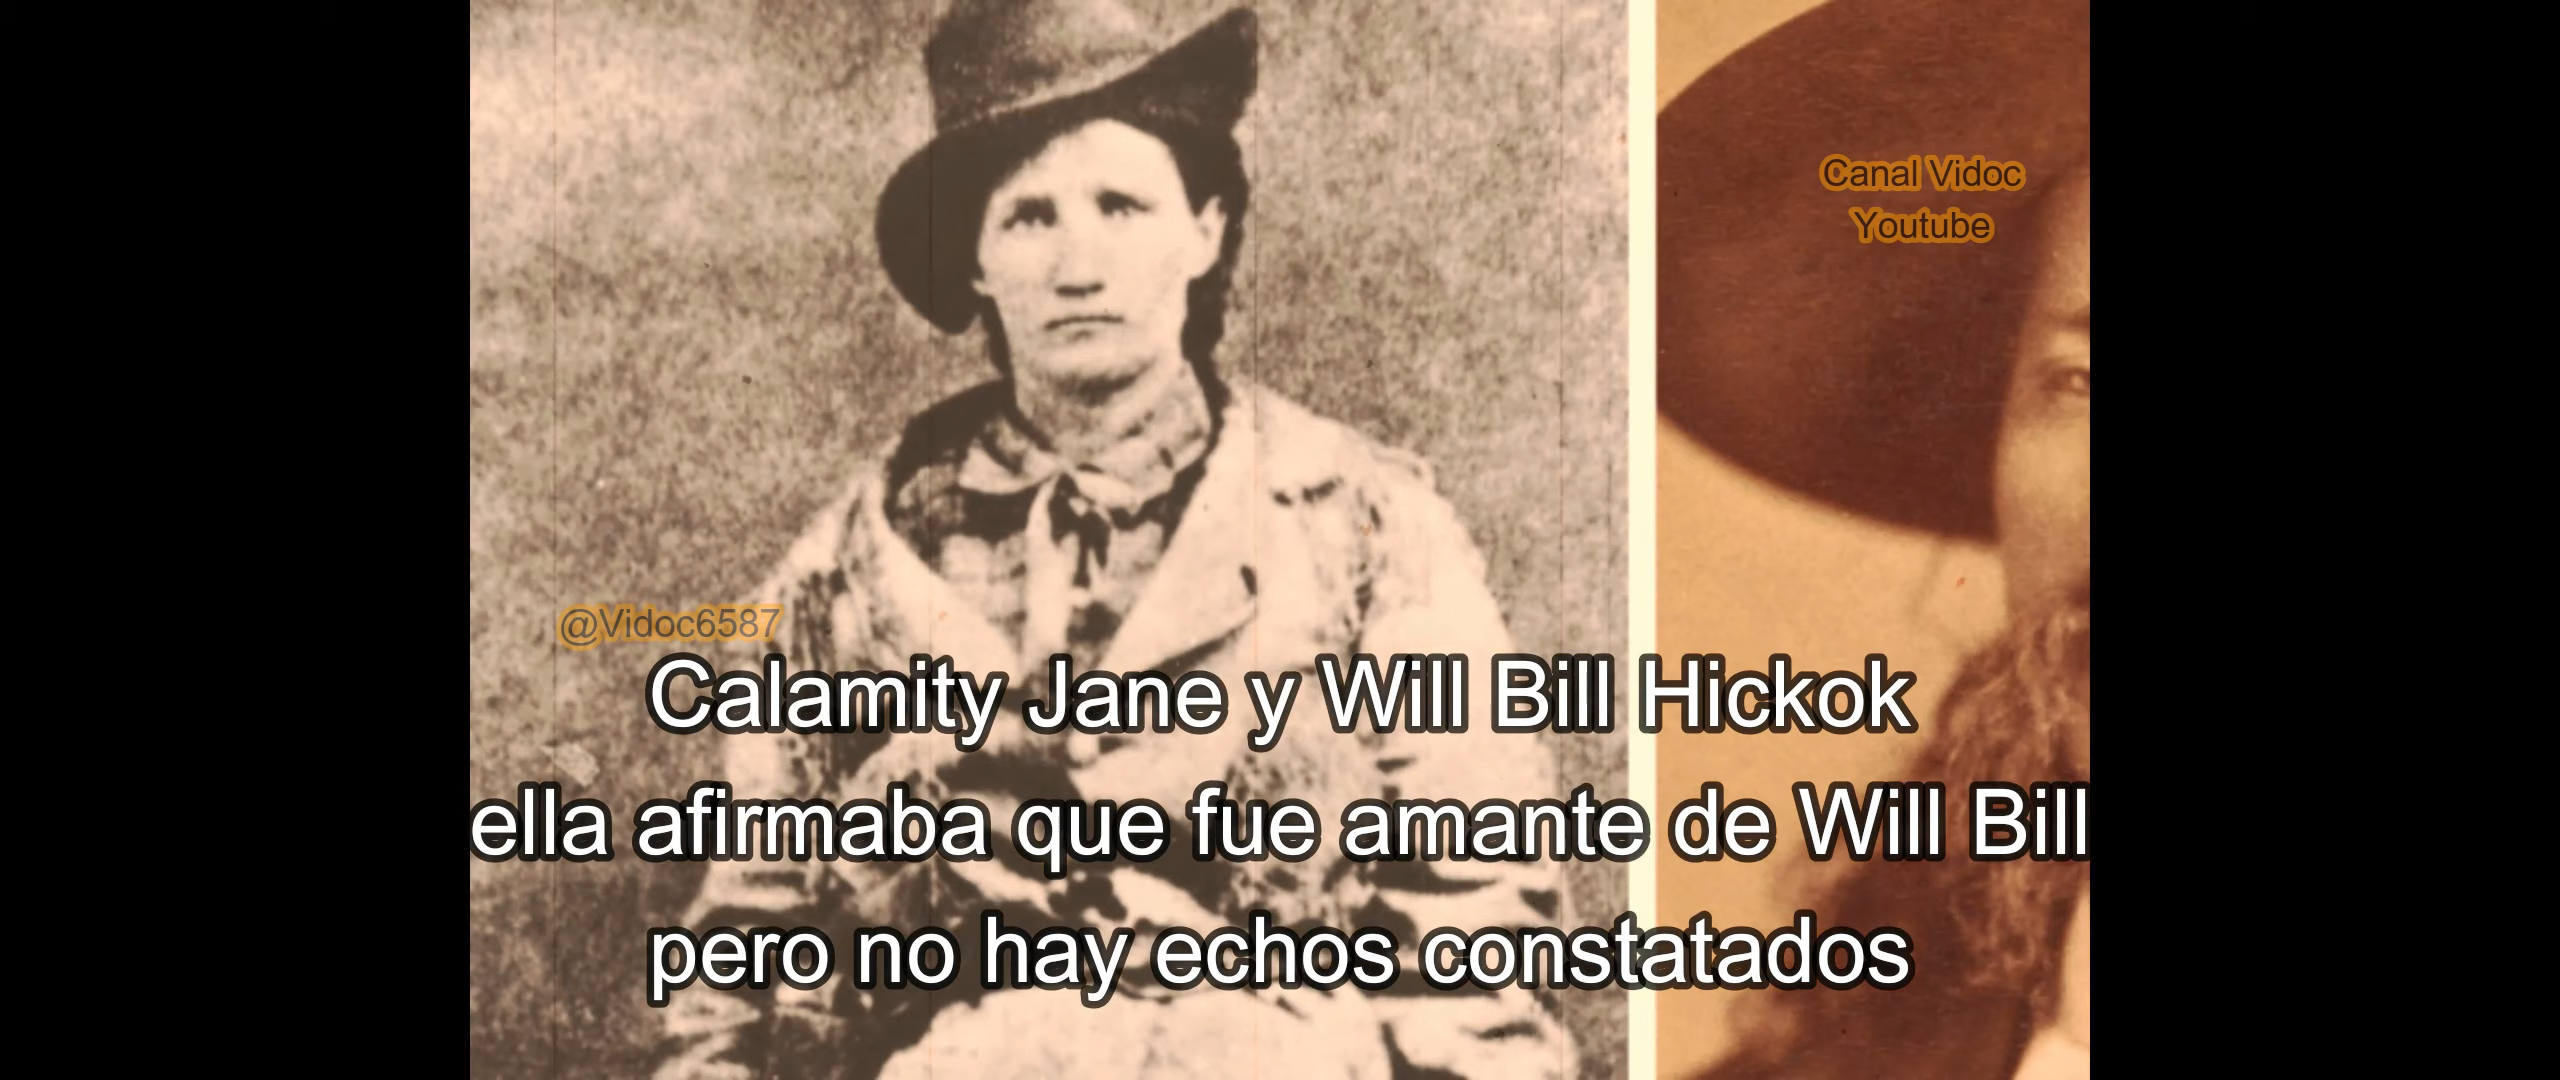 Canal Vidoc
Youtube
@Vidoc6587
Calamity Jane y Will Bill Hickok
ella afirmaba que fue amante de Will Bill
pero no hay echos constatados